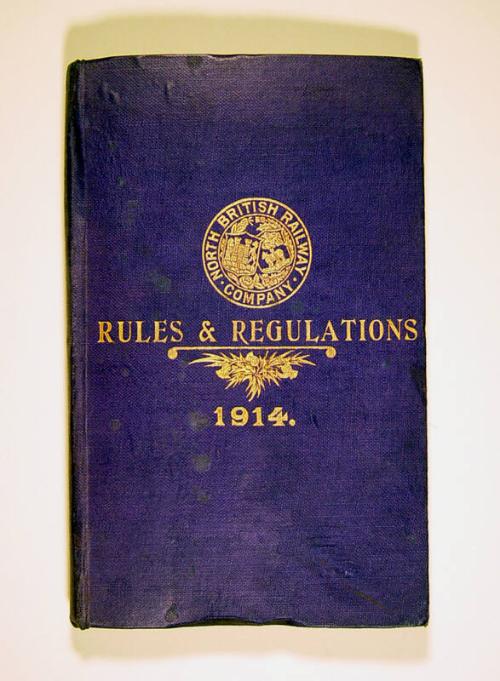 NORTH BRITISH RAILWAY
· COMPANY ·
RULES & REGULATIONS
1914.